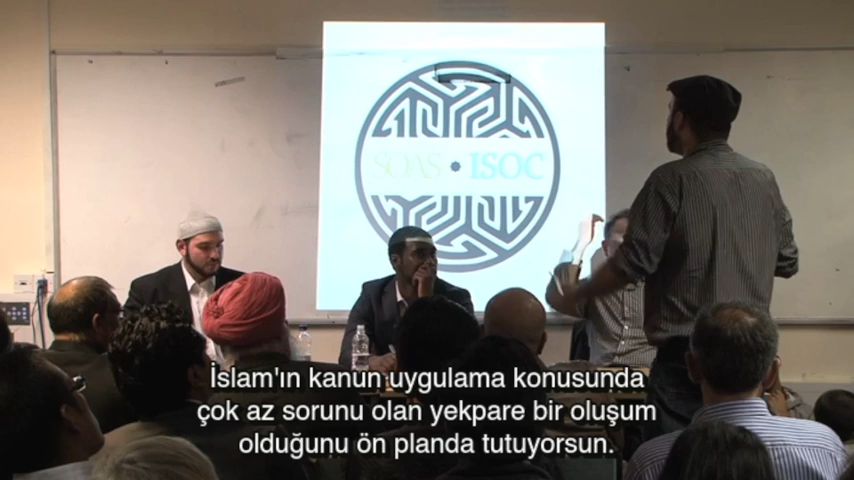 SOAS • ISOC
İslam'ın kanun uygulama konusunda
çok az sorunu olan yekpare bir oluşum
olduğunu ön planda tutuyorsun.